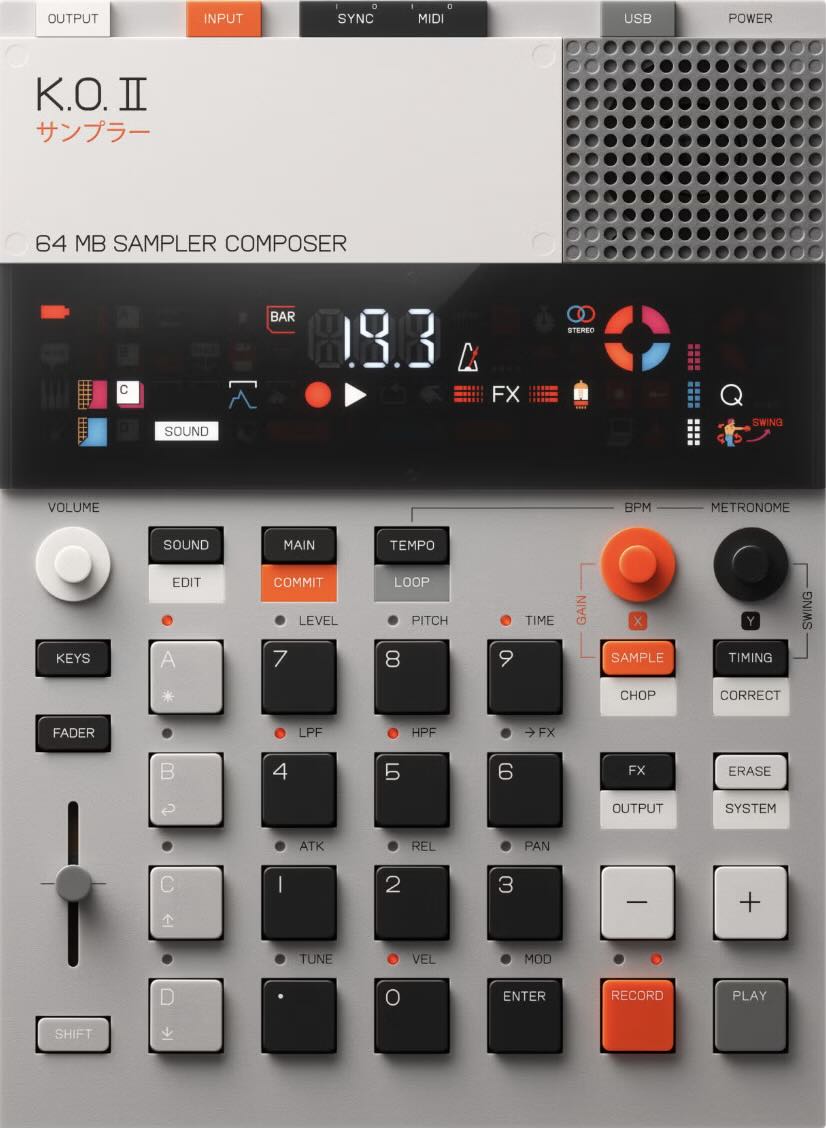 OUTPUT INPUT SYNC MIDI USB POWER
I O I O
K.O. II
サンプラー
64 MB SAMPLER COMPOSER
BAR 1.9.3 STEREO
C FX Q
SOUND SWING
VOLUME BPM METRONOME
SOUND MAIN TEMPO
EDIT COMMIT LOOP
GAIN SWING
LEVEL PITCH TIME X Y
KEYS A 7 8 9 SAMPLE TIMING
* CHOP CORRECT
FADER LPF HPF →FX
B 4 5 6 FX ERASE
↩ OUTPUT SYSTEM
ATK REL PAN
C 1 2 3 − +
↑
TUNE VEL MOD
D . 0 ENTER RECORD PLAY
SHIFT ↓